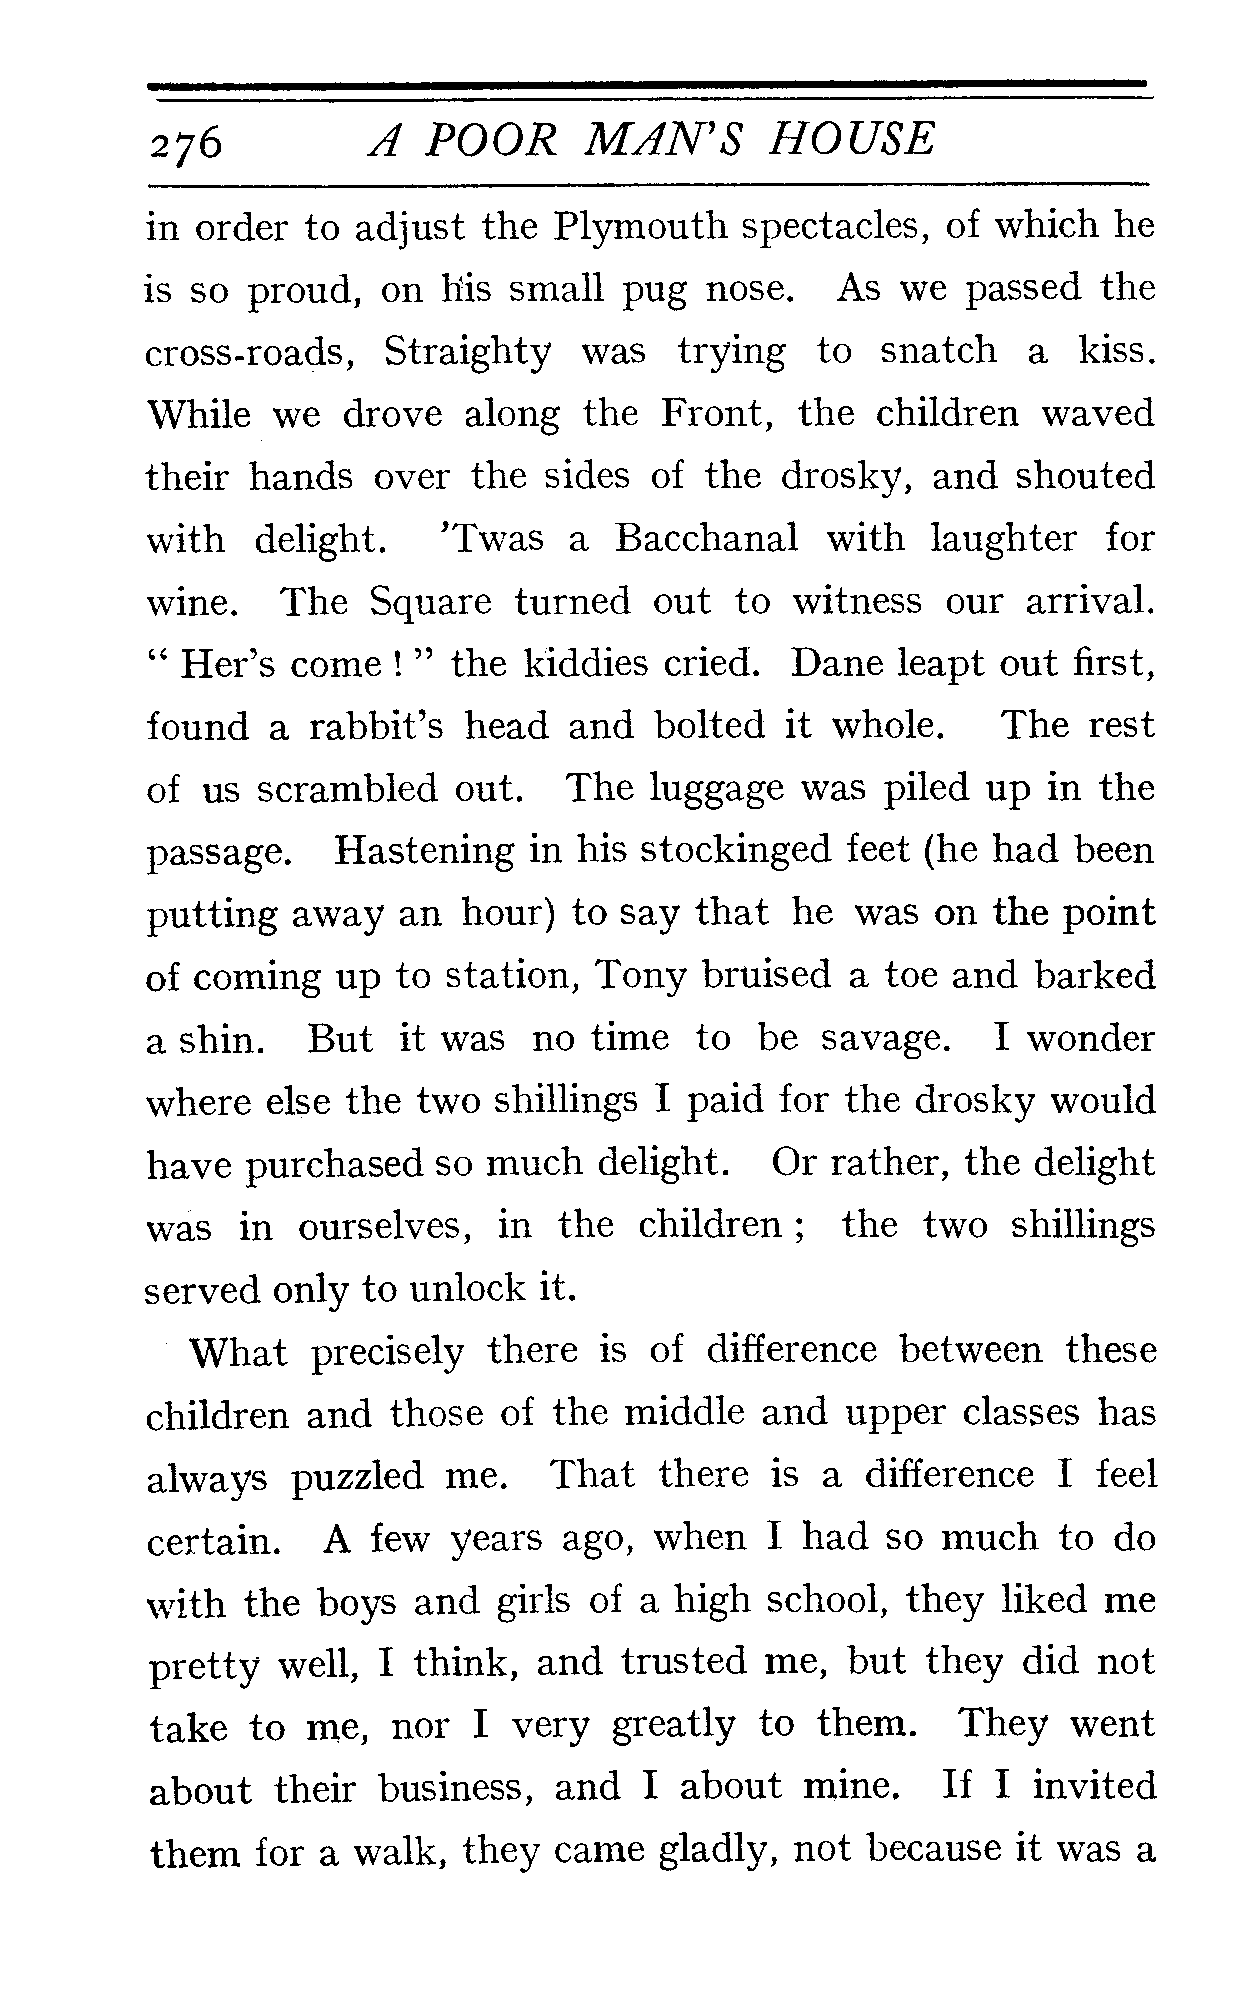 276 A POOR MAN'S HOUSE
in order to adjust the Plymouth spectacles, of which he
is so proud, on his small pug nose. As we passed the
cross-roads, Straighty was trying to snatch a kiss.
While we drove along the Front, the children waved
their hands over the sides of the drosky, and shouted
with delight. 'Twas a Bacchanal with laughter for
wine. The Square turned out to witness our arrival.
“ Her's come ! ” the kiddies cried. Dane leapt out first,
found a rabbit's head and bolted it whole. The rest
of us scrambled out. The luggage was piled up in the
passage. Hastening in his stockinged feet (he had been
putting away an hour) to say that he was on the point
of coming up to station, Tony bruised a toe and barked
a shin. But it was no time to be savage. I wonder
where else the two shillings I paid for the drosky would
have purchased so much delight. Or rather, the delight
was in ourselves, in the children ; the two shillings
served only to unlock it.
What precisely there is of difference between these
children and those of the middle and upper classes has
always puzzled me. That there is a difference I feel
certain. A few years ago, when I had so much to do
with the boys and girls of a high school, they liked me
pretty well, I think, and trusted me, but they did not
take to me, nor I very greatly to them. They went
about their business, and I about mine. If I invited
them for a walk, they came gladly, not because it was a